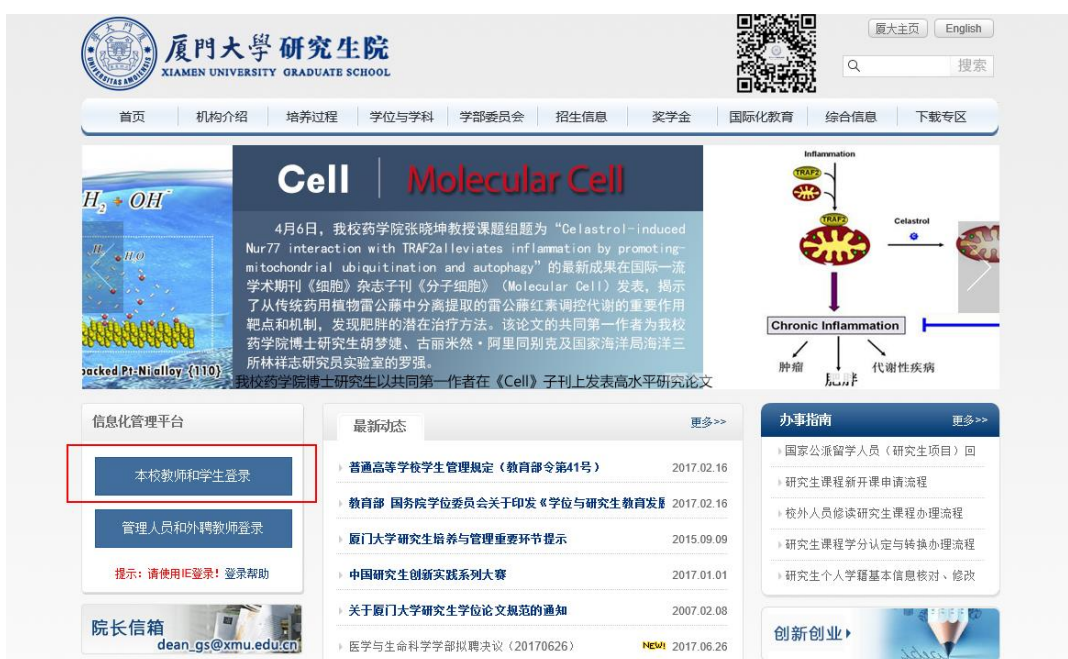 厦門大學 研究生院
XIAMEN UNIVERSITY GRADUATE SCHOOL
厦大主页 English
搜索
首页 机构介绍 培养过程 学位与学科 学部委员会 招生信息 奖学金 国际化教育 综合信息 下载专区
H2 + OH-
H2O
packed Pt-Ni alloy {110}
Cell | Molecular Cell
4月6日，我校药学院张晓坤教授课题组题为“Celastrol-induced
Nur77 interaction with TRAF2alleviates inflammation by promoting-
mitochondrial ubiquitination and autophagy”的最新成果在国际一流
学术期刊《细胞》杂志子刊《分子细胞》（Molecular Cell）发表，揭示
了从传统药用植物雷公藤中分离提取的雷公藤红素调控代谢的重要作用
靶点和机制，发现肥胖的潜在治疗方法。该论文的共同第一作者为我校
药学院博士研究生胡梦婕、古丽米然·阿里同别克及国家海洋局海洋三
所林祥志研究员实验室的罗强。
我校药学院博士研究生以共同第一作者在《Cell》子刊上发表高水平研究论文
Inflammation
TRAF2
TRAF2
Celastrol
Chronic Inflammation
肿瘤 肥胖 代谢性疾病
信息化管理平台
本校教师和学生登录
管理人员和外聘教师登录
提示：请使用IE登录！登录帮助
院长信箱
dean_gs@xmu.edu.cn
最新动态 更多>>
普通高等学校学生管理规定（教育部令第41号） 2017.02.16
教育部 国务院学位委员会关于印发《学位与研究生教育发展 2017.02.16
厦门大学研究生培养与管理重要环节提示 2015.09.09
中国研究生创新实践系列大赛 2017.01.01
关于厦门大学研究生学位论文规范的通知 2007.02.08
医学与生命科学学部拟聘决议（20170626） NEW! 2017.06.26
办事指南 更多>>
国家公派留学人员（研究生项目）回
研究生课程新开课申请流程
校外人员修读研究生课程办理流程
研究生课程学分认定与转换办理流程
研究生个人学籍基本信息核对、修改
创新创业